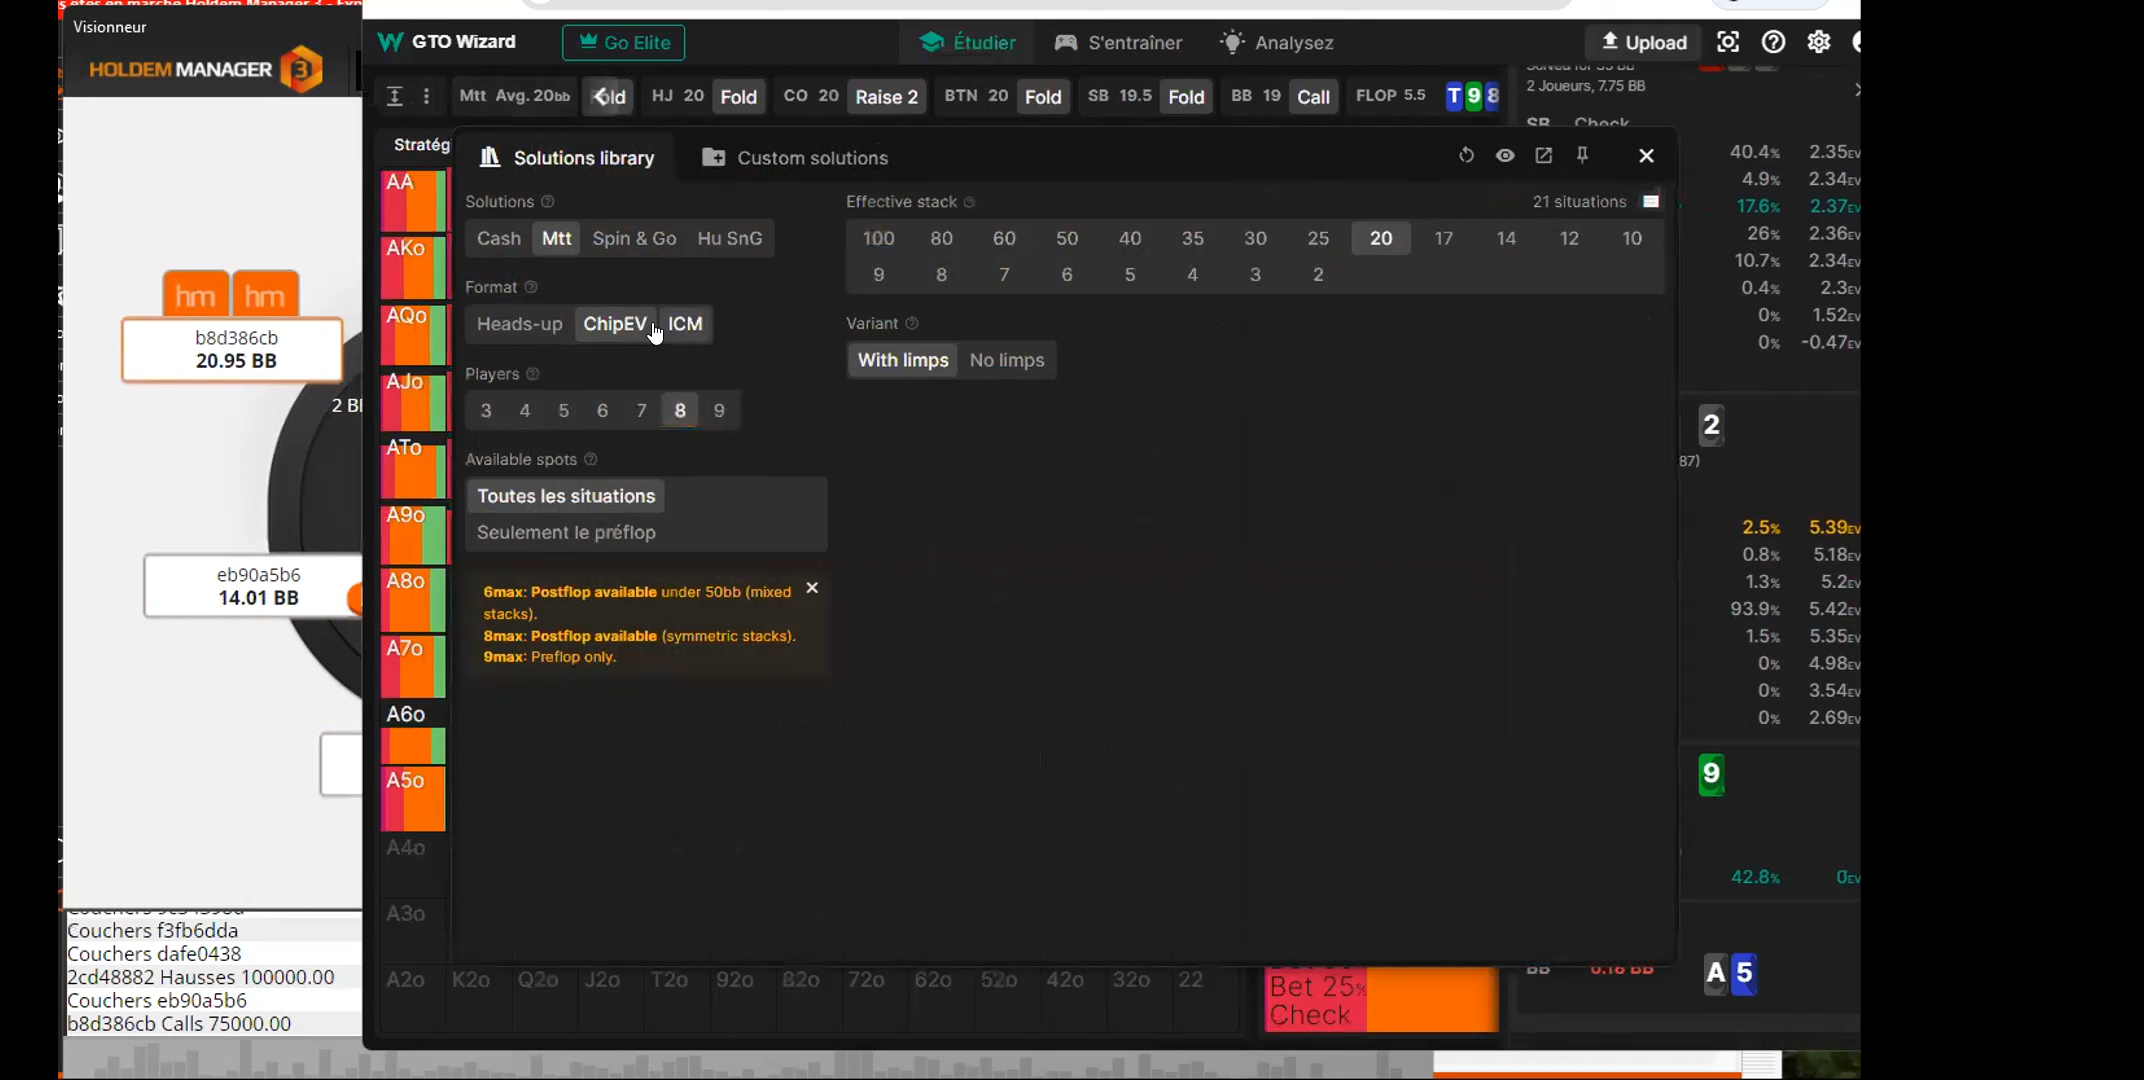 Visionneur
HOLDEM MANAGER 3
hm hm
b8d386cb
20.95 BB
eb90a5b6
14.01 BB
Couchers f3fb6dda
Couchers dafe0438
2cd48882 Hausses 100000.00
Couchers eb90a5b6
b8d386cb Calls 75000.00
W GTO Wizard
Go Elite
Étudier
S'entraîner
Analysez
Upload
Mtt Avg. 20bb
HJ 20 Fold
CO 20 Raise 2
BTN 20 Fold
SB 19.5 Fold
BB 19 Call
FLOP 5.5 T 9 8
2 Joueurs, 7.75 BB
SB Check
Solutions library
Custom solutions
Solutions
Cash Mtt Spin & Go Hu SnG
Format
Heads-up ChipEV ICM
Players
3 4 5 6 7 8 9
Available spots
Toutes les situations
Seulement le préflop
6max: Postflop available under 50bb (mixed
stacks).
8max: Postflop available (symmetric stacks).
9max: Preflop only.
Effective stack
21 situations
100 80 60 50 40 35 30 25 20 17 14 12 10
9 8 7 6 5 4 3 2
Variant
With limps No limps
AA
AKo
AQo
AJo
ATo
A9o
A8o
A7o
A6o
A5o
A4o
A3o
A2o K2o Q2o J2o T2o 92o 82o 72o 62o 52o 42o 32o 22
Bet 25%
Check
40.4% 2.35EV
4.9% 2.34EV
17.6% 2.37EV
26% 2.36EV
10.7% 2.34EV
0.4% 2.3EV
0% 1.52EV
0% -0.47EV
2
87)
2.5% 5.39EV
0.8% 5.18EV
1.3% 5.2EV
93.9% 5.42EV
1.5% 5.35EV
0% 4.98EV
0% 3.54EV
0% 2.69EV
9
42.8% 0EV
A 5